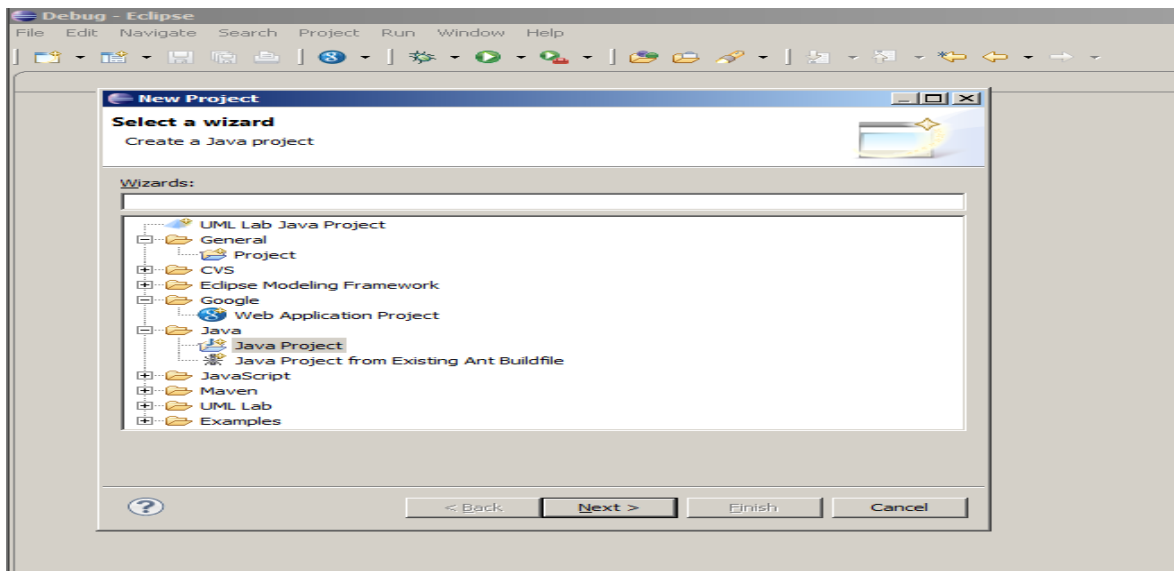 Debug - Eclipse
File Edit Navigate Search Project Run Window Help
New Project
Select a wizard
Create a Java project
Wizards:
UML Lab Java Project
General
Project
CVS
Eclipse Modeling Framework
Google
Web Application Project
Java
Java Project
Java Project from Existing Ant Buildfile
JavaScript
Maven
UML Lab
Examples
? < Back Next > Finish Cancel